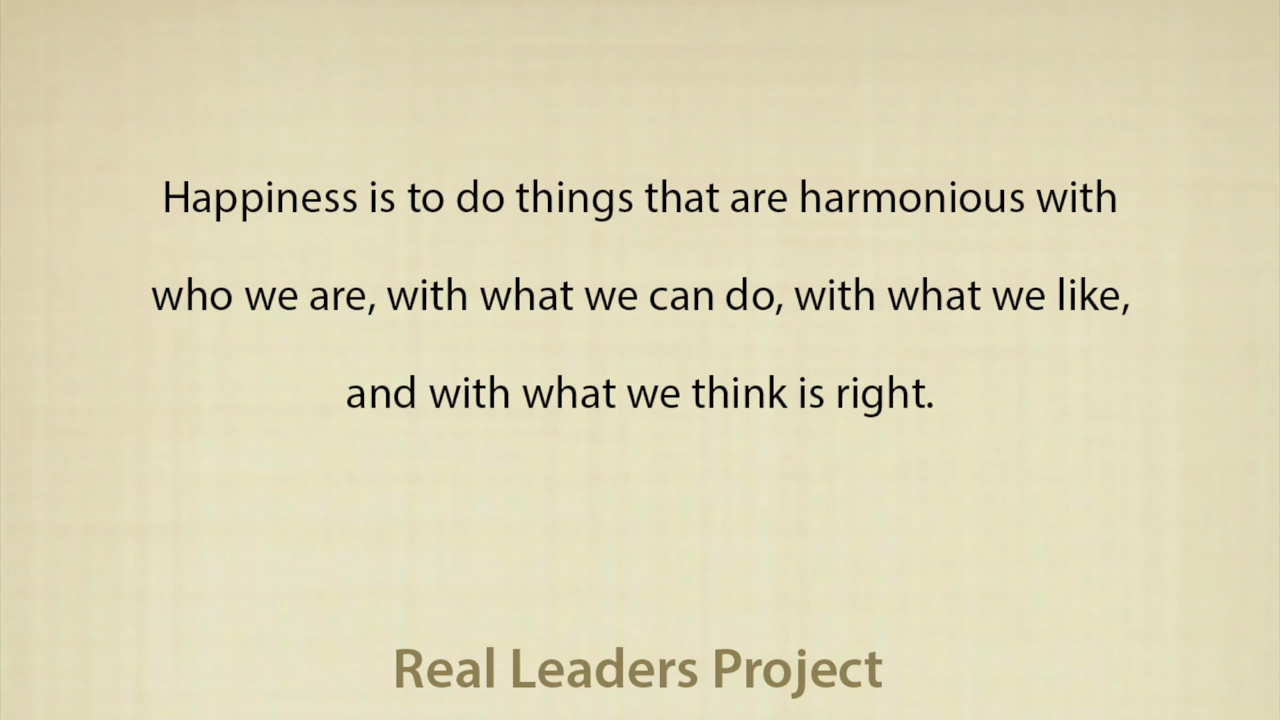 Happiness is to do things that are harmonious with
who we are, with what we can do, with what we like,
and with what we think is right.
Real Leaders Project